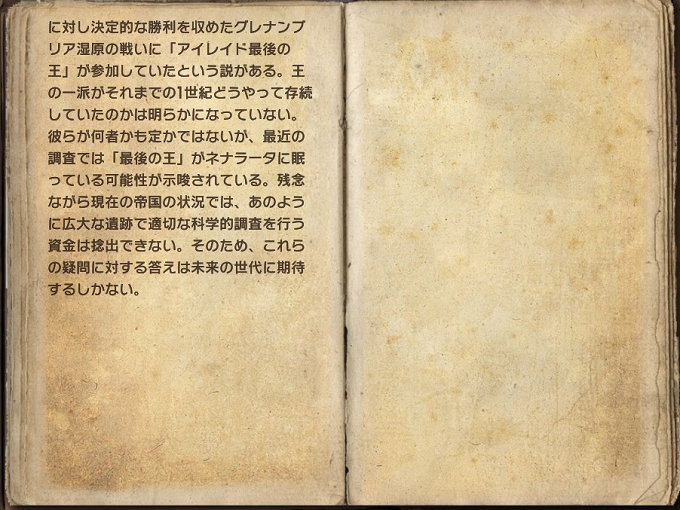 に対し決定的な勝利を収めたグレナンブ
リア湿原の戦いに「アイレイド最後の
王」が参加していたという説がある。王
の一派がそれまでの1世紀どうやって存続
していたのかは明らかになっていない。
彼らが何者かも定かではないが、最近の
調査では「最後の王」がネナラータに眠
っている可能性が示唆されている。残念
ながら現在の帝国の状況では、あのよう
に広大な遺跡で適切な科学的調査を行う
資金は捻出できない。そのため、これら
の疑問に対する答えは未来の世代に期待
するしかない。